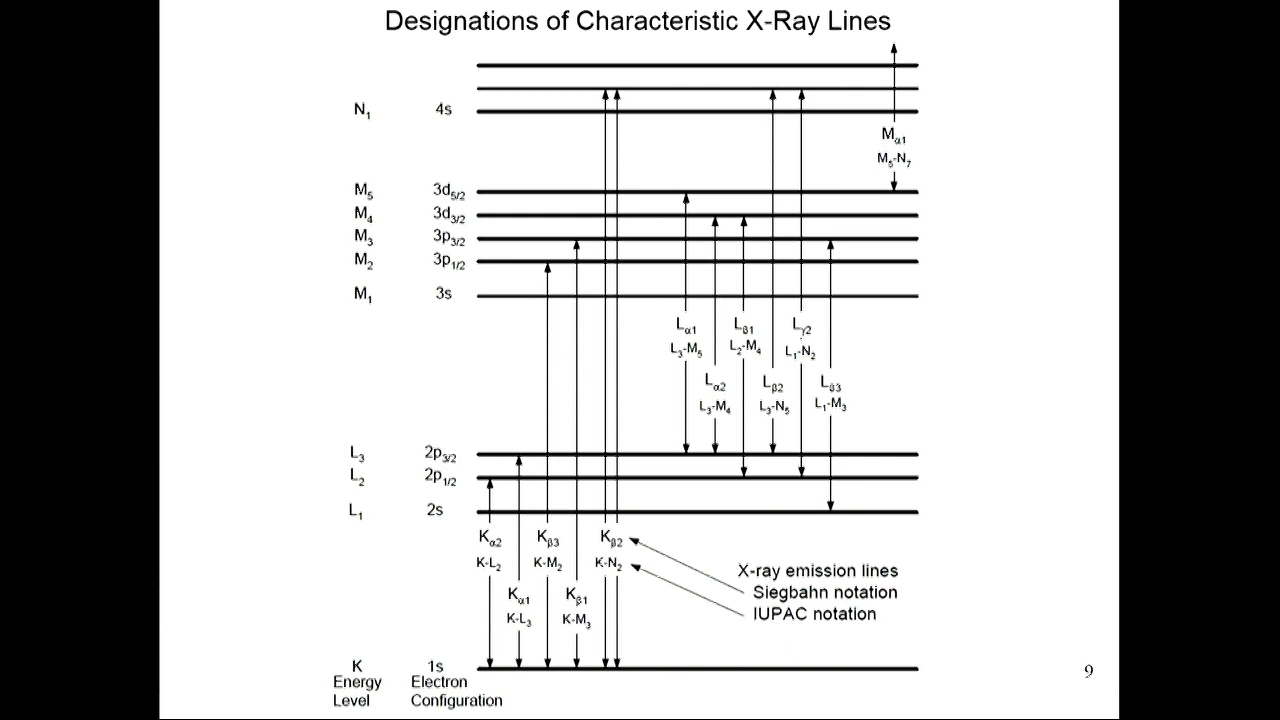 Designations of Characteristic X-Ray Lines
N₁ 4s
Mα1
M₅-N₇
M₅ 3d5/2
M₄ 3d3/2
M₃ 3p3/2
M₂ 3p1/2
M₁ 3s
Lα1 Lβ1 Lγ2
L₃-M₅ L₂-M₄ L₁-N₂
Lα2 Lβ2 Lβ3
L₃-M₄ L₃-N₅ L₁-M₃
L₃ 2p3/2
L₂ 2p1/2
L₁ 2s
Kα2 Kβ3 Kβ2
K-L₂ K-M₂ K-N₂
X-ray emission lines
Siegbahn notation
IUPAC notation
Kα1 Kβ1
K-L₃ K-M₃
K 1s
Energy Electron
Level Configuration
9